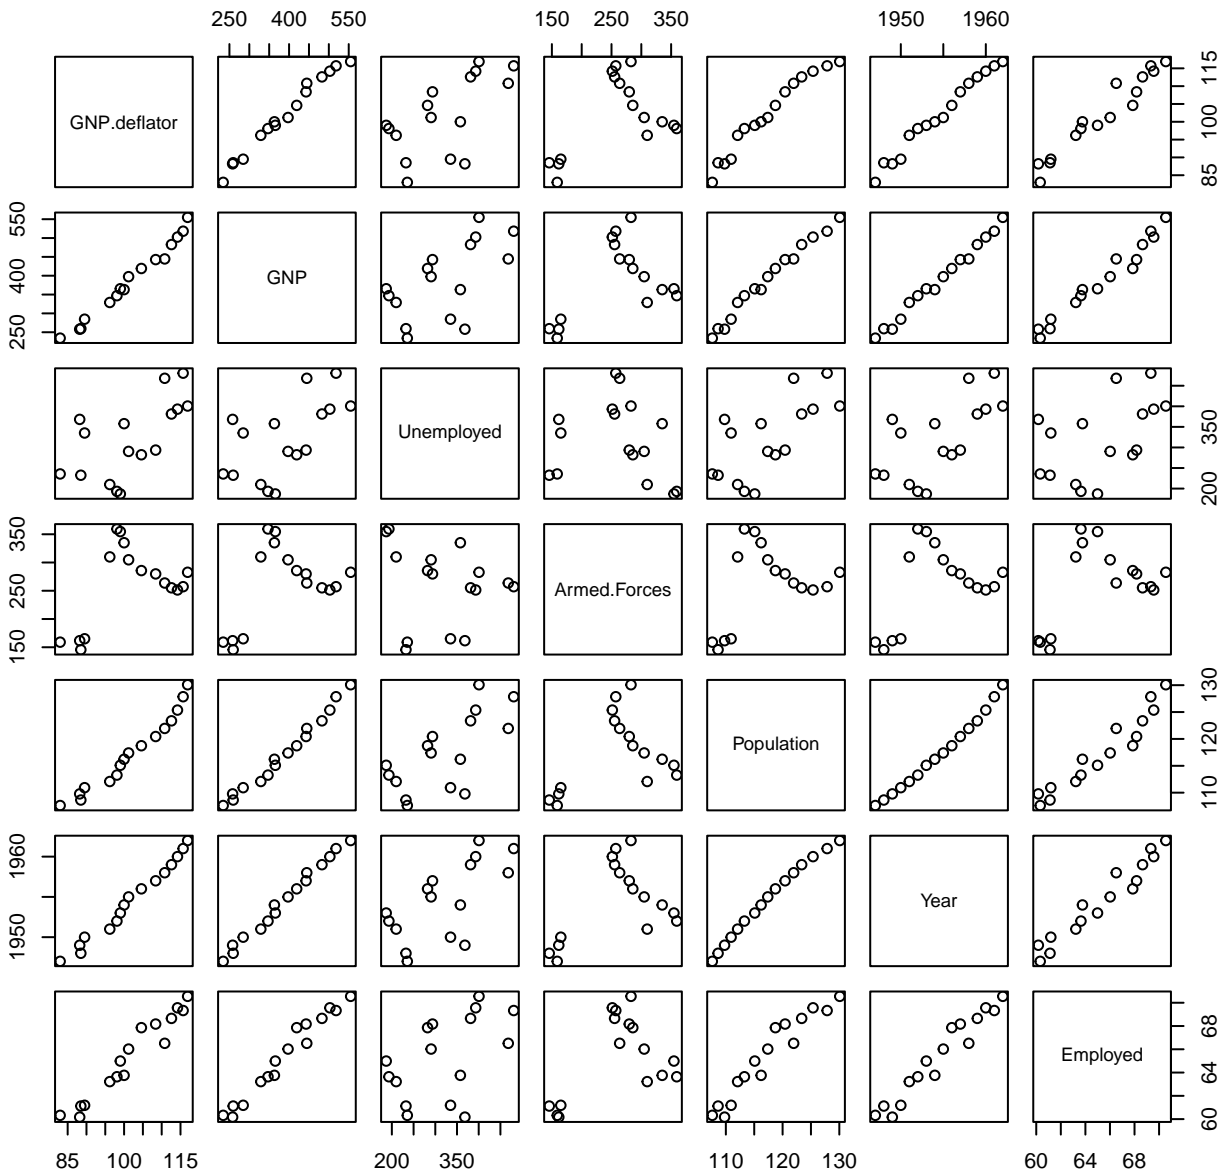 250 400 550 150 250 350 1950 1960
GNP.deflator 85 100 115
250 400 550 GNP
Unemployed 200 350
150 250 350 Armed.Forces
Population 110 120 130
1950 1960 Year
Employed 60 64 68
85 100 115 200 350 110 120 130 60 64 68